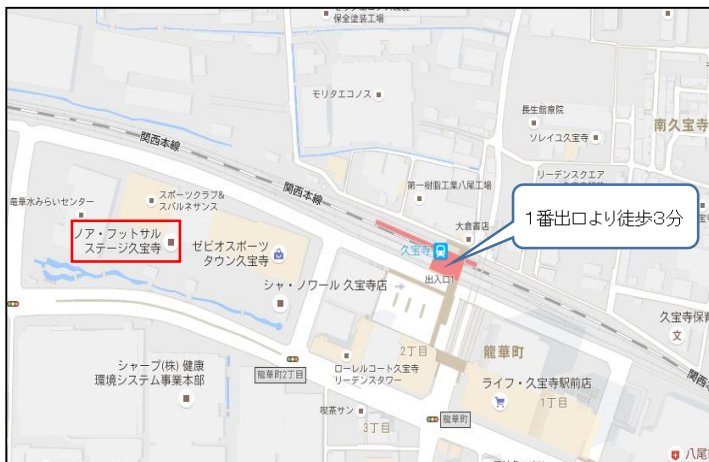 保全塗装工場
モリタエコノス
長生館療院
ソレイユ久宝寺
南久宝寺
関西本線
リーデンスクエア
関西本線
第一樹脂工業八尾工場
スポーツクラブ&
スパルネサンス
竜華水みらいセンター
1番出口より徒歩3分
大倉書店
ノア・フットサル
ステージ久宝寺
ゼビオスポーツ
タウン久宝寺
久宝寺
出入口1
シャ・ノワール 久宝寺店
久宝寺保育
文
2丁目
龍華町
関西本
シャープ(株) 健康
環境システム事業本部
龍華町2丁目
ローレルコート久宝寺
リーデンスタワー
ライフ・久宝寺駅前店
1丁目
喫茶サン
龍華町
3丁目
八尾